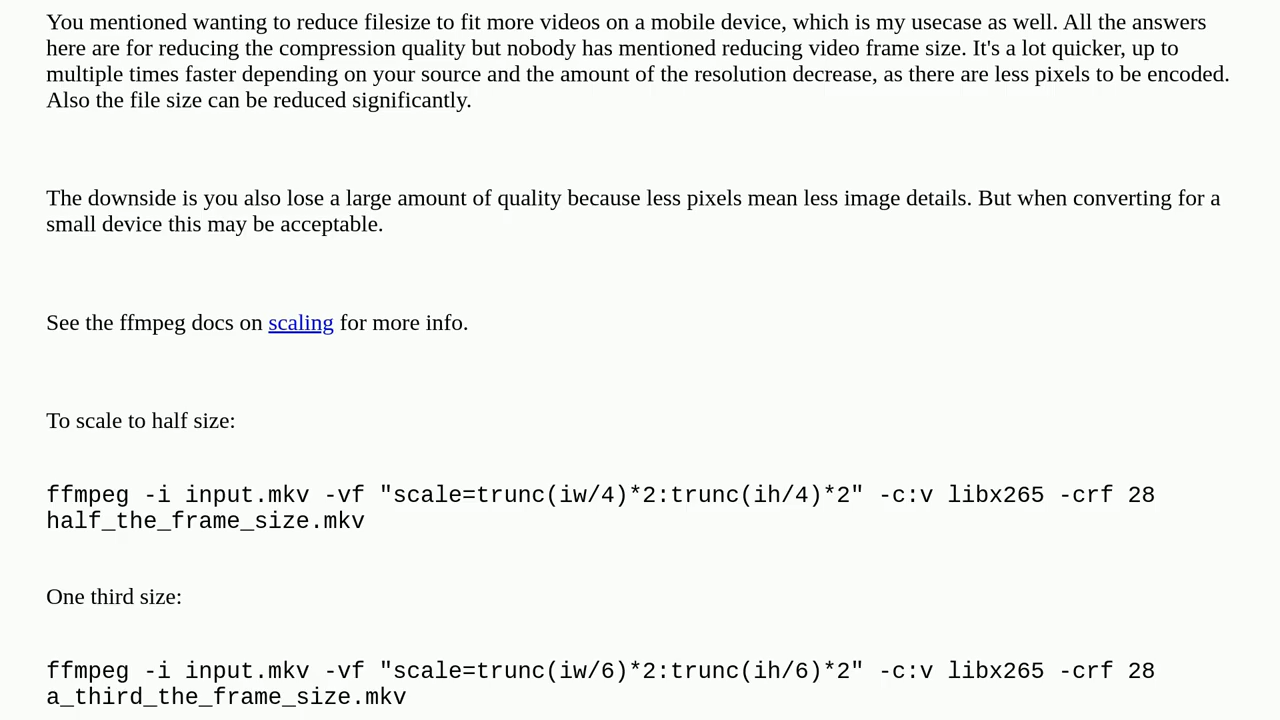 You mentioned wanting to reduce filesize to fit more videos on a mobile device, which is my usecase as well. All the answers
here are for reducing the compression quality but nobody has mentioned reducing video frame size. It's a lot quicker, up to
multiple times faster depending on your source and the amount of the resolution decrease, as there are less pixels to be encoded.
Also the file size can be reduced significantly.
The downside is you also lose a large amount of quality because less pixels mean less image details. But when converting for a
small device this may be acceptable.
See the ffmpeg docs on scaling for more info.
To scale to half size:
ffmpeg -i input.mkv -vf "scale=trunc(iw/4)*2:trunc(ih/4)*2" -c:v libx265 -crf 28
half_the_frame_size.mkv
One third size:
ffmpeg -i input.mkv -vf "scale=trunc(iw/6)*2:trunc(ih/6)*2" -c:v libx265 -crf 28
a_third_the_frame_size.mkv